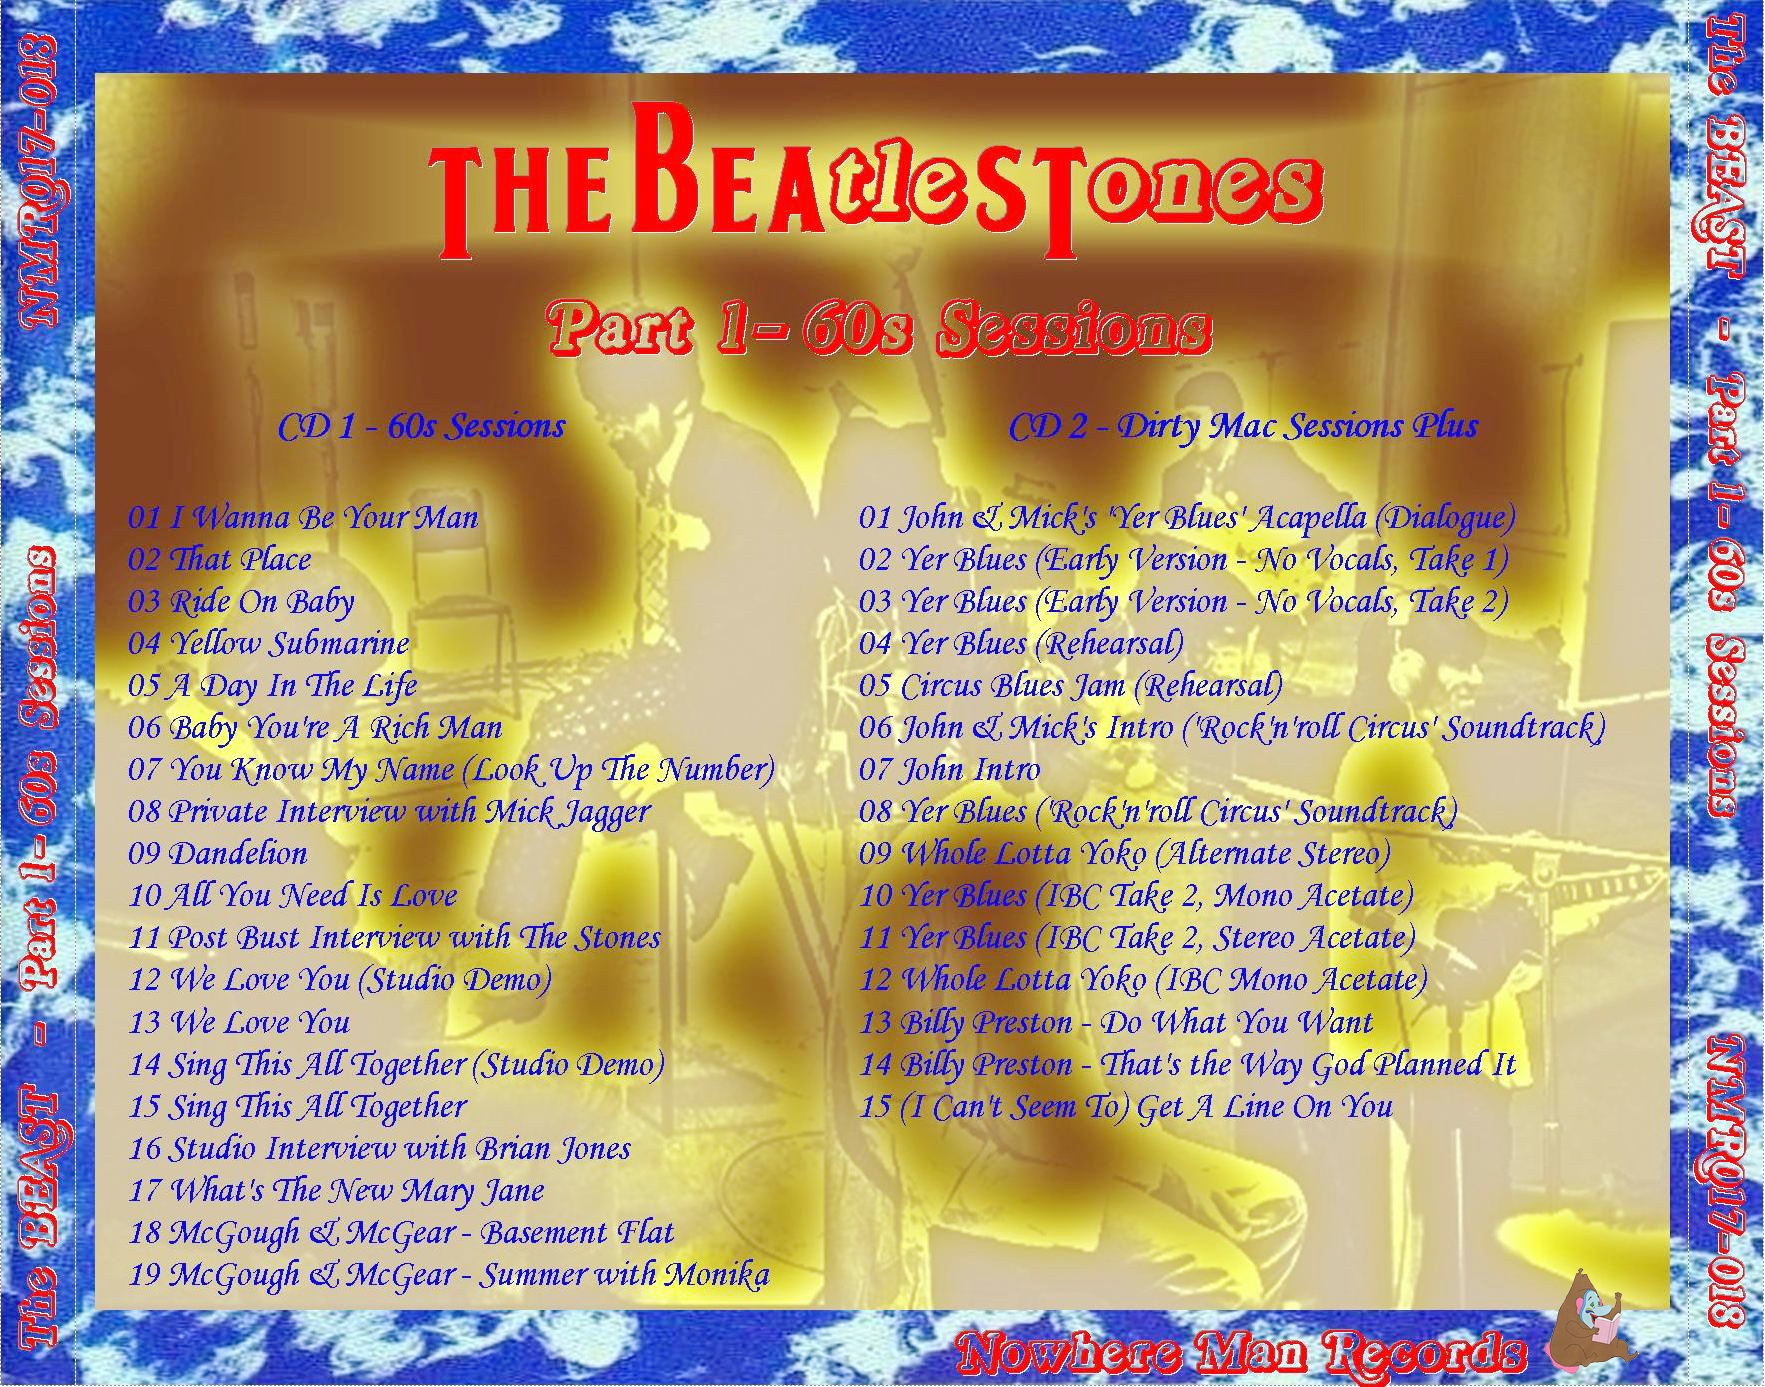 The BEAtleSTones
Part 1- 60s Sessions
CD 1 - 60s Sessions
01 I Wanna Be Your Man
02 That Place
03 Ride On Baby
04 Yellow Submarine
05 A Day In The Life
06 Baby You're A Rich Man
07 You Know My Name (Look Up The Number)
08 Private Interview with Mick Jagger
09 Dandelion
10 All You Need Is Love
11 Post Bust Interview with The Stones
12 We Love You (Studio Demo)
13 We Love You
14 Sing This All Together (Studio Demo)
15 Sing This All Together
16 Studio Interview with Brian Jones
17 What's The New Mary Jane
18 McGough & McGear - Basement Flat
19 McGough & McGear - Summer with Monika
CD 2 - Dirty Mac Sessions Plus
01 John & Mick's 'Yer Blues' Acapella (Dialogue)
02 Yer Blues (Early Version - No Vocals, Take 1)
03 Yer Blues (Early Version - No Vocals, Take 2)
04 Yer Blues (Rehearsal)
05 Circus Blues Jam (Rehearsal)
06 John & Mick's Intro ('Rock'n'roll Circus' Soundtrack)
07 John Intro
08 Yer Blues ('Rock'n'roll Circus' Soundtrack)
09 Whole Lotta Yoko (Alternate Stereo)
10 Yer Blues (IBC Take 2, Mono Acetate)
11 Yer Blues (IBC Take 2, Stereo Acetate)
12 Whole Lotta Yoko (IBC Mono Acetate)
13 Billy Preston - Do What You Want
14 Billy Preston - That's the Way God Planned It
15 (I Can't Seem To) Get A Line On You
Nowhere Man Records
The BEAST - Part 1- 60s Sessions NMR017-018
The BEAST - Part 1- 60s Sessions NMR017-018